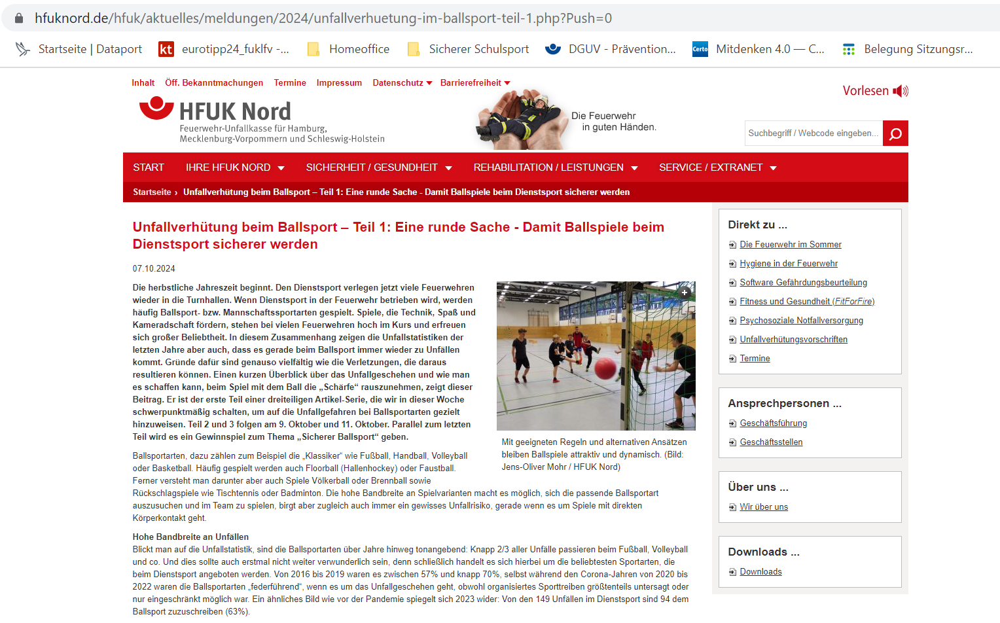 hfuknord.de/hfuk/aktuelles/meldungen/2024/unfallverhuetung-im-ballsport-teil-1.php?Push=0
Startseite | Dataport
kt
eurotipp24_fuklfv -...
Homeoffice
Sicherer Schulsport
DGUV - Prävention...
Certo
Mitdenken 4.0 — C...
Belegung Sitzungsr...
Inhalt Öff. Bekanntmachungen Termine Impressum Datenschutz Barrierefreiheit
Vorlesen
HFUK Nord
Feuerwehr-Unfallkasse für Hamburg,
Mecklenburg-Vorpommern und Schleswig-Holstein
Die Feuerwehr
in guten Händen.
Suchbegriff / Webcode eingeben...
START IHRE HFUK NORD SICHERHEIT / GESUNDHEIT REHABILITATION / LEISTUNGEN SERVICE / EXTRANET
Startseite › Unfallverhütung beim Ballsport – Teil 1: Eine runde Sache - Damit Ballspiele beim Dienstsport sicherer werden
Unfallverhütung beim Ballsport – Teil 1: Eine runde Sache - Damit Ballspiele beim
Dienstsport sicherer werden
07.10.2024
Die herbstliche Jahreszeit beginnt. Den Dienstsport verlegen jetzt viele Feuerwehren
wieder in die Turnhallen. Wenn Dienstsport in der Feuerwehr betrieben wird, werden
häufig Ballsport- bzw. Mannschaftssportarten gespielt. Spiele, die Technik, Spaß und
Kameradschaft fördern, stehen bei vielen Feuerwehren hoch im Kurs und erfreuen
sich großer Beliebtheit. In diesem Zusammenhang zeigen die Unfallstatistiken der
letzten Jahre aber auch, dass es gerade beim Ballsport immer wieder zu Unfällen
kommt. Gründe dafür sind genauso vielfältig wie die Verletzungen, die daraus
resultieren können. Einen kurzen Überblick über das Unfallgeschehen und wie man
es schaffen kann, beim Spiel mit dem Ball die „Schärfe“ rauszunehmen, zeigt dieser
Beitrag. Er ist der erste Teil einer dreiteiligen Artikel-Serie, die wir in dieser Woche
schwerpunktmäßig schalten, um auf die Unfallgefahren bei Ballsportarten gezielt
hinzuweisen. Teil 2 und 3 folgen am 9. Oktober und 11. Oktober. Parallel zum letzten
Teil wird es ein Gewinnspiel zum Thema „Sicherer Ballsport“ geben.
Mit geeigneten Regeln und alternativen Ansätzen
bleiben Ballspiele attraktiv und dynamisch. (Bild:
Jens-Oliver Mohr / HFUK Nord)
Ballsportarten, dazu zählen zum Beispiel die „Klassiker“ wie Fußball, Handball, Volleyball
oder Basketball. Häufig gespielt werden auch Floorball (Hallenhockey) oder Faustball.
Ferner versteht man darunter aber auch Spiele Völkerball oder Brennball sowie
Rückschlagspiele wie Tischtennis oder Badminton. Die hohe Bandbreite an Spielvarianten macht es möglich, sich die passende Ballsportart
auszusuchen und im Team zu spielen, birgt aber zugleich auch immer ein gewisses Unfallrisiko, gerade wenn es um Spiele mit direkten
Körperkontakt geht.
Hohe Bandbreite an Unfällen
Blickt man auf die Unfallstatistik, sind die Ballsportarten über Jahre hinweg tonangebend: Knapp 2/3 aller Unfälle passieren beim Fußball, Volleyball
und co. Und dies sollte auch erstmal nicht weiter verwunderlich sein, denn schließlich handelt es sich hierbei um die beliebtesten Sportarten, die
beim Dienstsport angeboten werden. Von 2016 bis 2019 waren es zwischen 57% und knapp 70%, selbst während den Corona-Jahren von 2020 bis
2022 waren die Ballsportarten „federführend“, wenn es um das Unfallgeschehen geht, obwohl organisiertes Sporttreiben größtenteils untersagt oder
nur eingeschränkt möglich war. Ein ähnliches Bild wie vor der Pandemie spiegelt sich 2023 wider: Von den 149 Unfällen im Dienstsport sind 94 dem
Ballsport zuzuschreiben (63%).
Direkt zu ...
Die Feuerwehr im Sommer
Hygiene in der Feuerwehr
Software Gefährdungsbeurteilung
Fitness und Gesundheit (FitForFire)
Psychosoziale Notfallversorgung
Unfallverhütungsvorschriften
Termine
Ansprechpersonen ...
Geschäftsführung
Geschäftsstellen
Über uns ...
Wir über uns
Downloads ...
Downloads